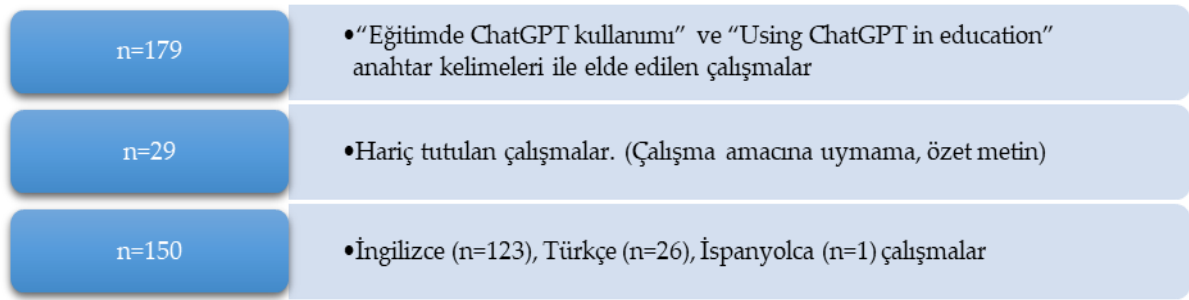 n=179
•“Eğitimde ChatGPT kullanımı” ve “Using ChatGPT in education”
anahtar kelimeleri ile elde edilen çalışmalar
n=29
•Hariç tutulan çalışmalar. (Çalışma amacına uymama, özet metin)
n=150
•İngilizce (n=123), Türkçe (n=26), İspanyolca (n=1) çalışmalar